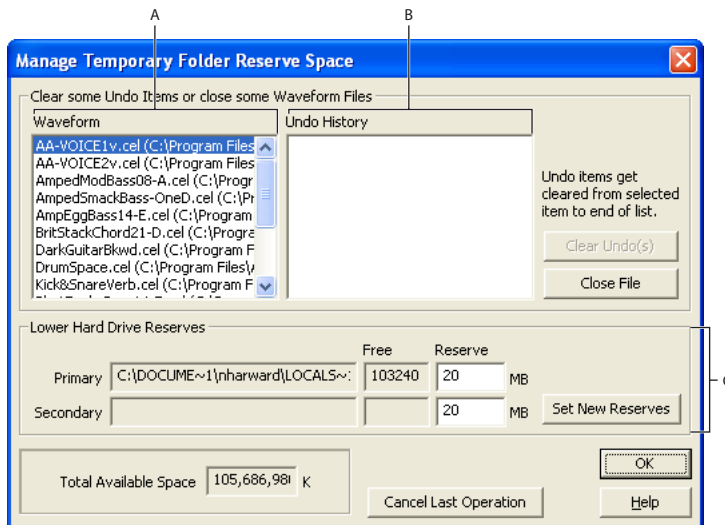 A
B
Manage Temporary Folder Reserve Space
Clear some Undo Items or close some Waveform Files
Waveform
Undo History
AA-VOICE1v.cel (C:\Program Files
AA-VOICE2v.cel (C:\Program Files
AmpedModBass08-A.cel (C:\Progr
AmpedSmackBass-OneD.cel (C:\
AmpEggBass14-E.cel (C:\Program
BritStackChord21-D.cel (C:\Progra
DarkGuitarBkwd.cel (C:\Program F
DrumSpace.cel (C:\Program Files\
Kick&SnareVerb.cel (C:\Program F
Undo items get
cleared from selected
item to end of list.
Clear Undo(s)
Close File
Lower Hard Drive Reserves
Free
Reserve
Primary
C:\DOCUME~1\nharward\LOCALS~
103240
20
MB
Secondary
20
MB
Set New Reserves
Total Available Space
105,686,98
K
OK
Cancel Last Operation
Help